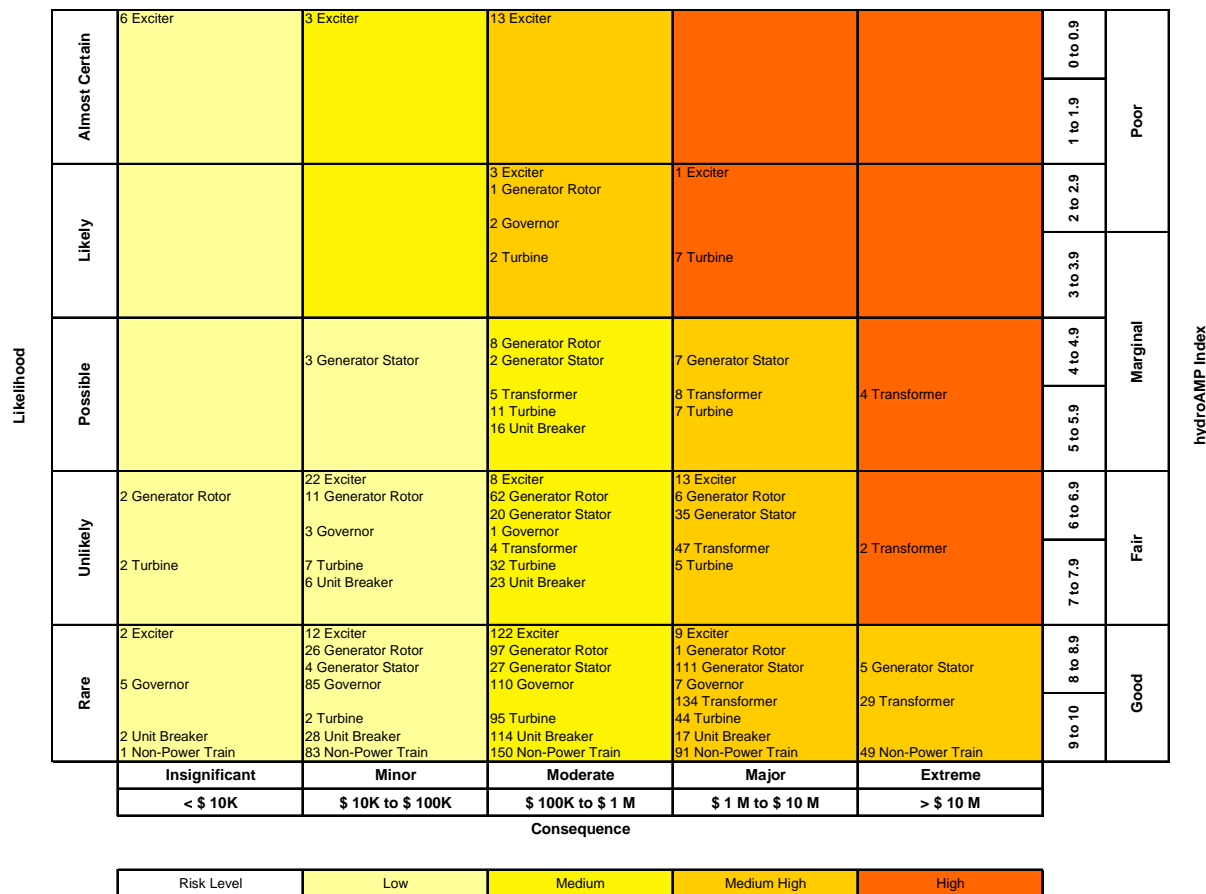 Likelihood
Almost Certain
6 Exciter
3 Exciter
13 Exciter
0 to 0.9
1 to 1.9
Poor
Likely
3 Exciter
1 Generator Rotor
2 Governor
2 Turbine
1 Exciter
7 Turbine
2 to 2.9
3 to 3.9
Possible
3 Generator Stator
8 Generator Rotor
2 Generator Stator
5 Transformer
11 Turbine
16 Unit Breaker
7 Generator Stator
8 Transformer
7 Turbine
4 Transformer
4 to 4.9
5 to 5.9
Marginal
hydroAMP Index
Unlikely
2 Generator Rotor
2 Turbine
22 Exciter
11 Generator Rotor
3 Governor
7 Turbine
6 Unit Breaker
8 Exciter
62 Generator Rotor
20 Generator Stator
1 Governor
4 Transformer
32 Turbine
23 Unit Breaker
13 Exciter
6 Generator Rotor
35 Generator Stator
47 Transformer
5 Turbine
2 Transformer
6 to 6.9
7 to 7.9
Fair
Rare
2 Exciter
5 Governor
2 Unit Breaker
1 Non-Power Train
12 Exciter
26 Generator Rotor
4 Generator Stator
85 Governor
2 Turbine
28 Unit Breaker
83 Non-Power Train
122 Exciter
97 Generator Rotor
27 Generator Stator
110 Governor
95 Turbine
114 Unit Breaker
150 Non-Power Train
9 Exciter
1 Generator Rotor
111 Generator Stator
7 Governor
134 Transformer
44 Turbine
17 Unit Breaker
91 Non-Power Train
5 Generator Stator
29 Transformer
49 Non-Power Train
8 to 8.9
9 to 10
Good
Insignificant
Minor
Moderate
Major
Extreme
< $ 10K
$ 10K to $ 100K
$ 100K to $ 1 M
$ 1 M to $ 10 M
> $ 10 M
Consequence
Risk Level
Low
Medium
Medium High
High